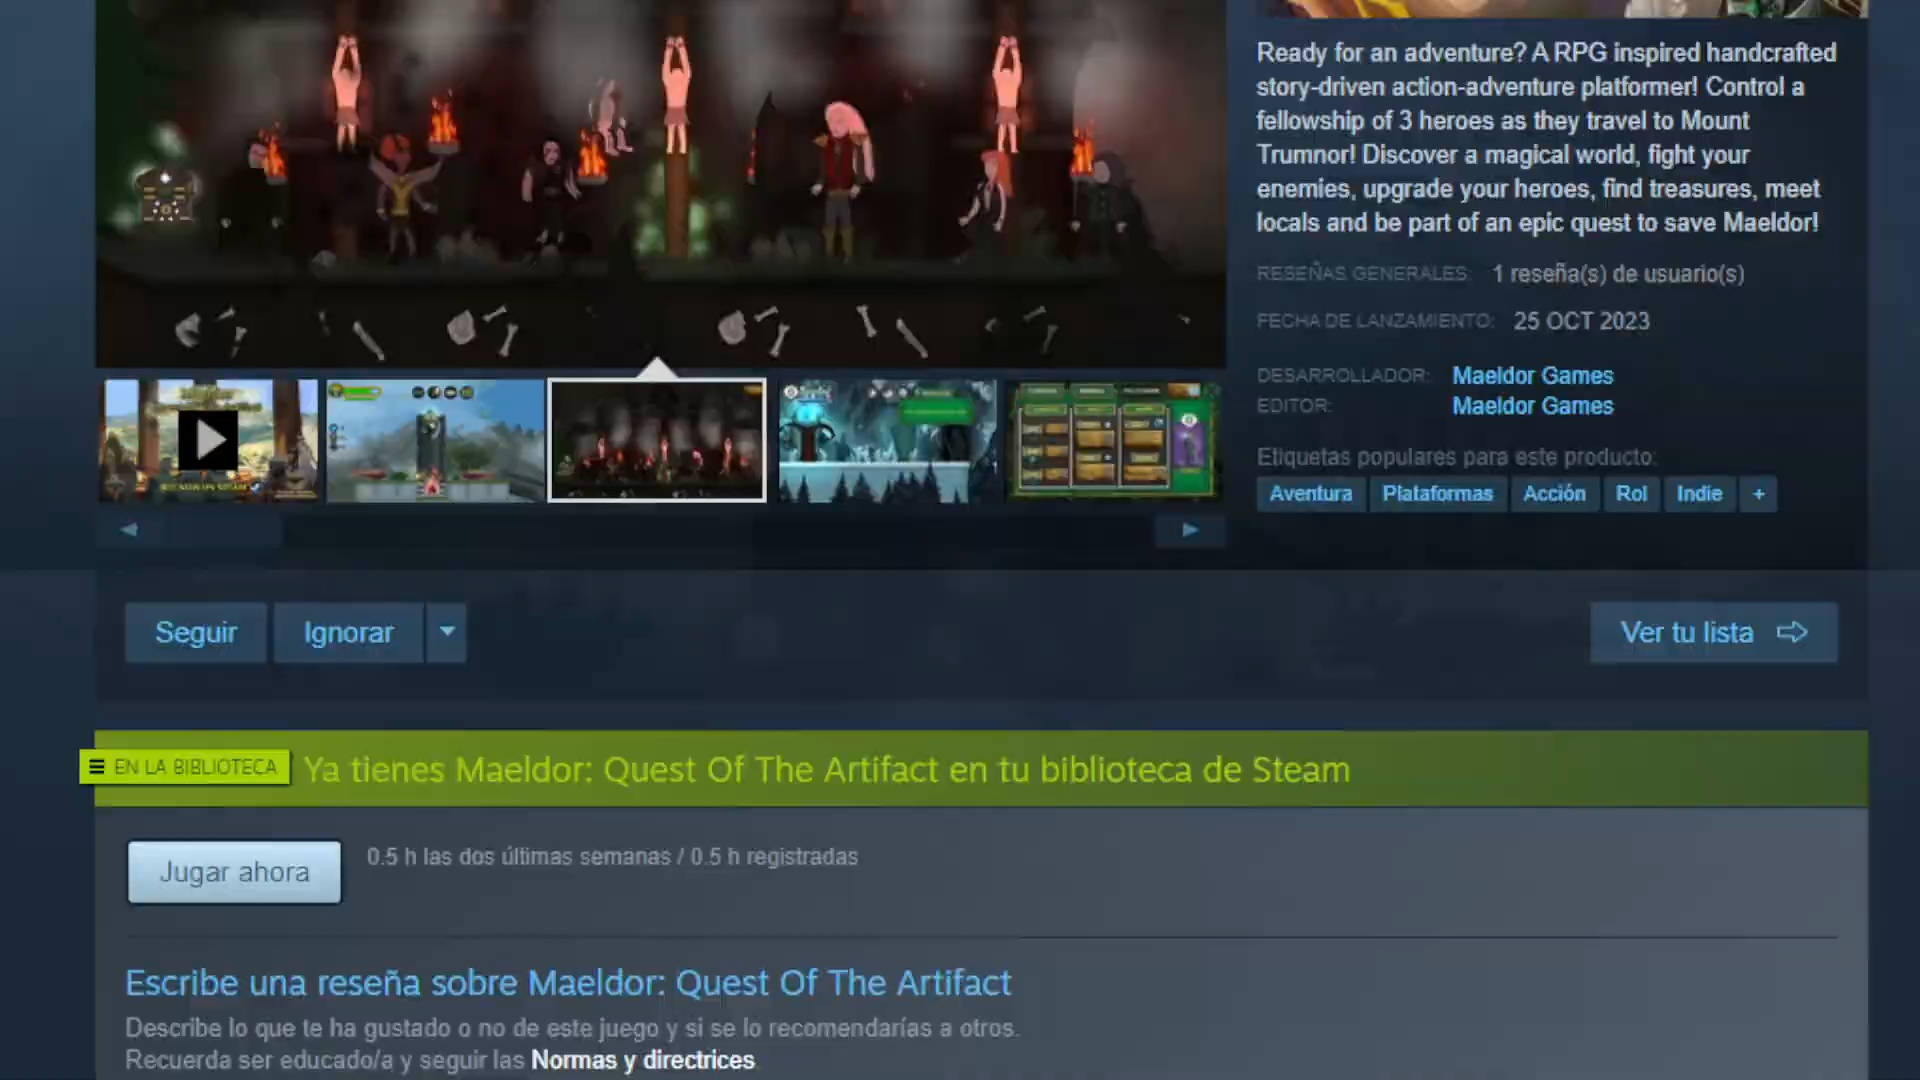 Ready for an adventure? A RPG inspired handcrafted
story-driven action-adventure platformer! Control a
fellowship of 3 heroes as they travel to Mount
Trumnor! Discover a magical world, fight your
enemies, upgrade your heroes, find treasures, meet
locals and be part of an epic quest to save Maeldor!
RESEÑAS GENERALES: 1 reseña(s) de usuario(s)
FECHA DE LANZAMIENTO: 25 OCT 2023
DESARROLLADOR: Maeldor Games
EDITOR: Maeldor Games
Etiquetas populares para este producto:
Aventura Plataformas Acción Rol Indie +
Seguir Ignorar Ver tu lista
EN LA BIBLIOTECA Ya tienes Maeldor: Quest Of The Artifact en tu biblioteca de Steam
Jugar ahora 0.5 h las dos últimas semanas / 0.5 h registradas
Escribe una reseña sobre Maeldor: Quest Of The Artifact
Describe lo que te ha gustado o no de este juego y si se lo recomendarías a otros.
Recuerda ser educado/a y seguir las Normas y directrices.